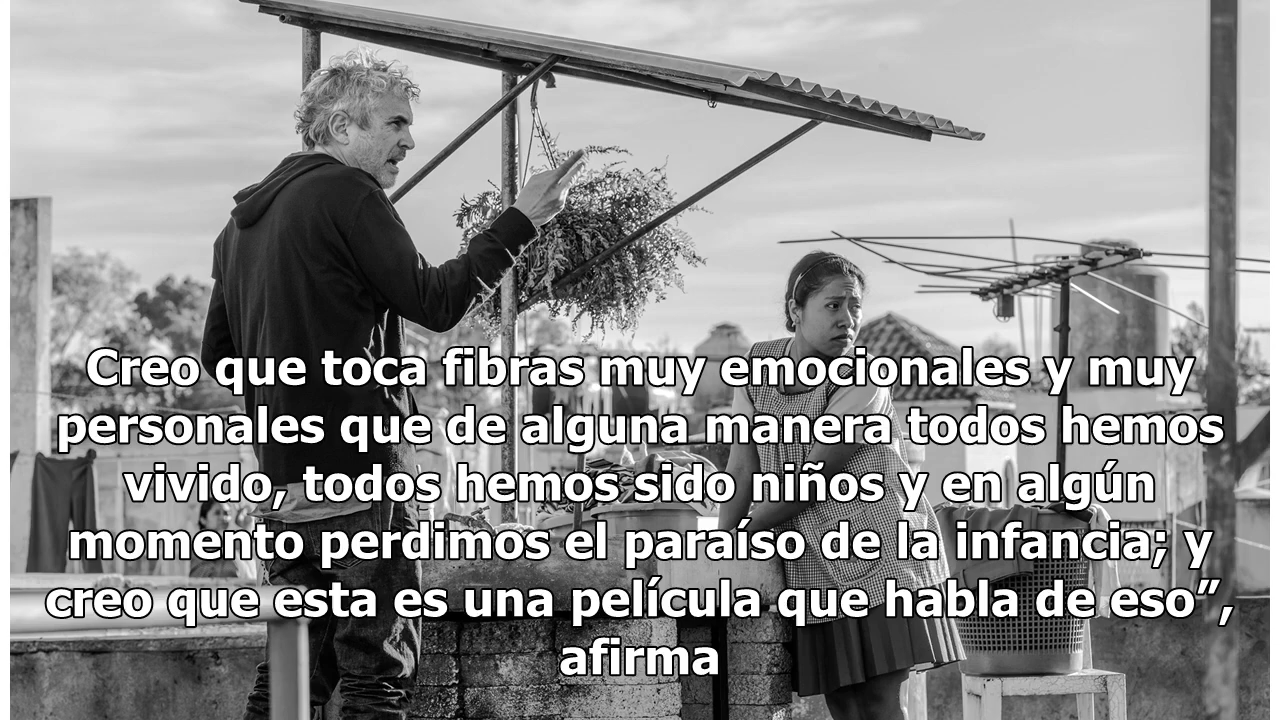 Creo que toca fibras muy emocionales y muy
personales que de alguna manera todos hemos
vivido, todos hemos sido niños y en algún
momento perdimos el paraíso de la infancia; y
creo que esta es una película que habla de eso”,
afirma